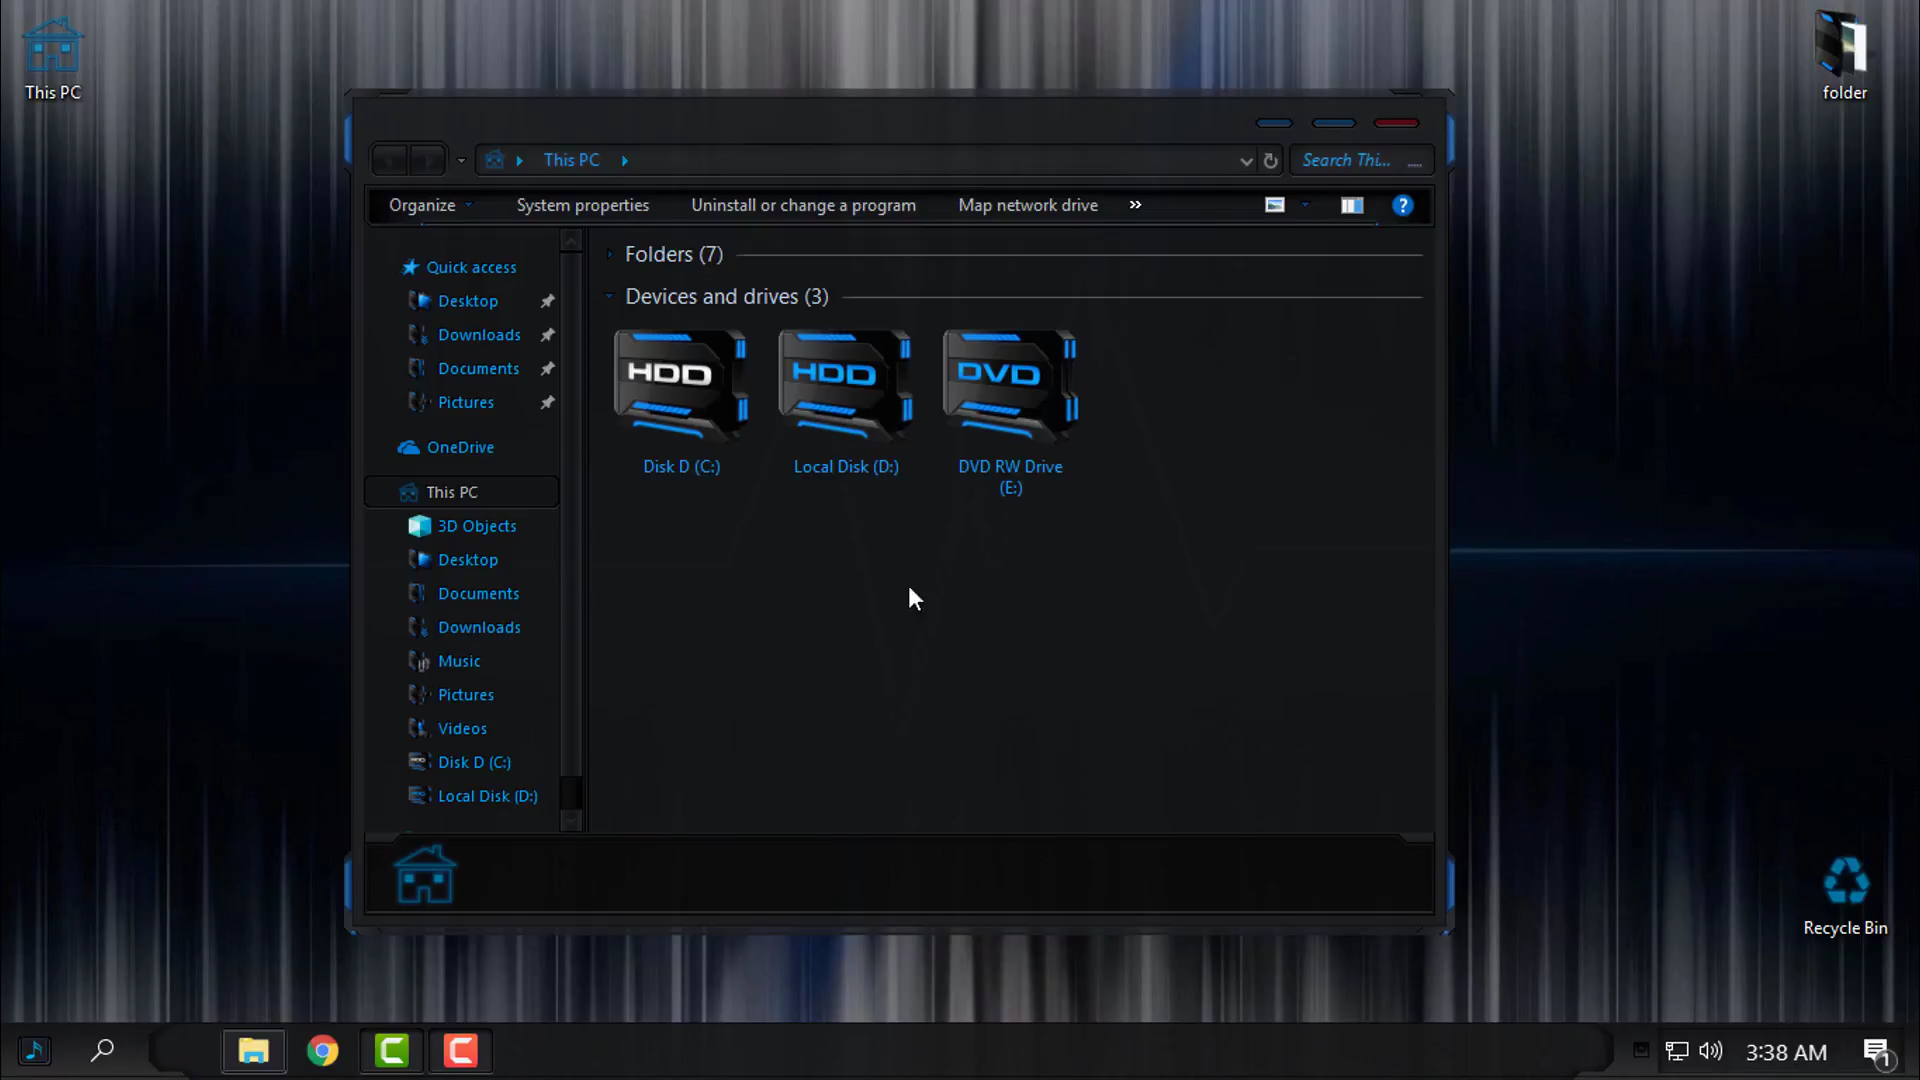 This PC
folder
This PC
Search Thi...
Organize
System properties
Uninstall or change a program
Map network drive
»
?
Quick access
Desktop
Downloads
Documents
Pictures
OneDrive
This PC
3D Objects
Desktop
Documents
Downloads
Music
Pictures
Videos
Disk D (C:)
Local Disk (D:)
Folders (7)
Devices and drives (3)
HDD
HDD
DVD
Disk D (C:)
Local Disk (D:)
DVD RW Drive
(E:)
Recycle Bin
3:38 AM
1